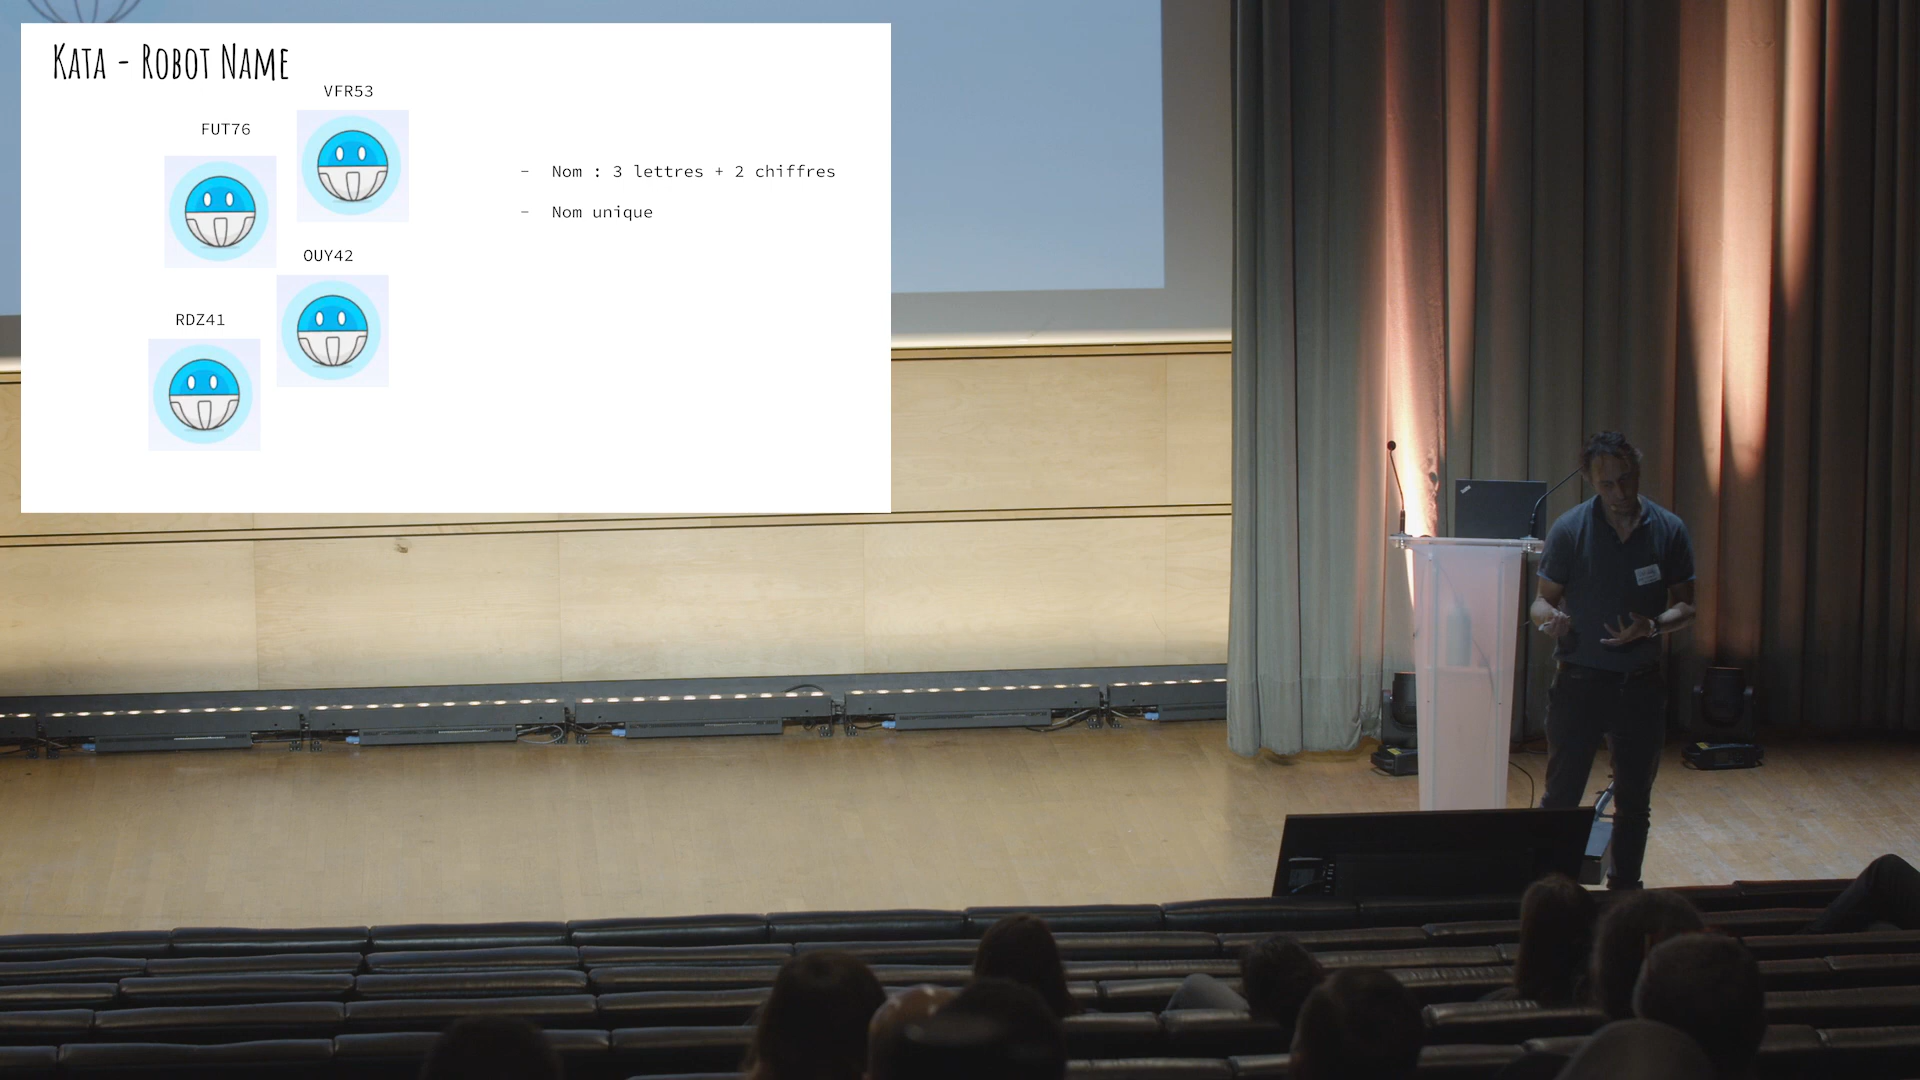 Kata - Robot Name
VFR53
FUT76
OUY42
RDZ41
- Nom : 3 lettres + 2 chiffres
- Nom unique